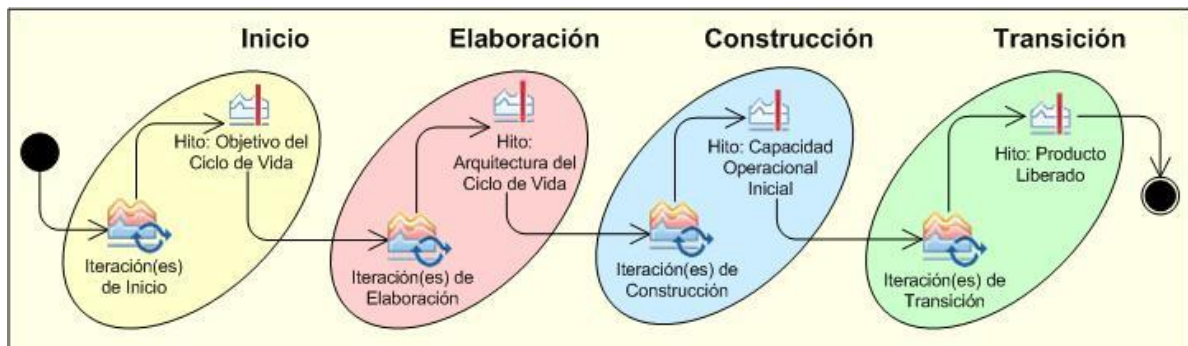 Inicio
Elaboración
Construcción
Transición
Hito: Objetivo del
Ciclo de Vida
Iteración(es)
de Inicio
Hito:
Arquitectura del
Ciclo de Vida
Iteración(es) de
Elaboración
Hito: Capacidad
Operacional
Inicial
Iteración(es) de
Construcción
Hito: Producto
Liberado
Iteración(es) de
Transición